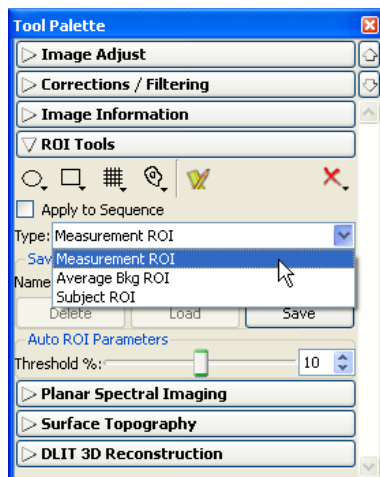 Tool Palette
Image Adjust
Corrections / Filtering
Image Information
ROI Tools
Apply to Sequence
Type: Measurement ROI
Sav
Measurement ROI
Name
Average Bkg ROI
Subject ROI
Delete Load Save
Auto ROI Parameters
Threshold %: 10
Planar Spectral Imaging
Surface Topography
DLIT 3D Reconstruction